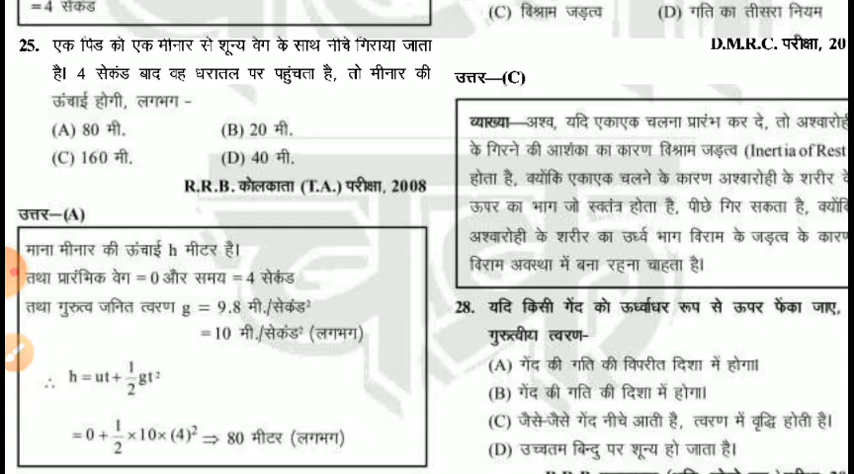 = 4 सेकंड
25. एक पिंड को एक मीनार से शून्य वेग के साथ नीचे गिराया जाता
है। 4 सेकंड बाद वह धरातल पर पहुंचता है, तो मीनार की
ऊंचाई होगी, लगभग -
(A) 80 मी. (B) 20 मी.
(C) 160 मी. (D) 40 मी.
R.R.B. कोलकाता (T.A.) परीक्षा, 2008
उत्तर—(A)
माना मीनार की ऊंचाई h मीटर है।
तथा प्रारंभिक वेग = 0 और समय = 4 सेकंड
तथा गुरुत्व जनित त्वरण g = 9.8 मी./सेकंड²
= 10 मी./सेकंड² (लगभग)
∴ h = ut + 1/2 gt²
= 0 + 1/2 × 10 × (4)² ⇒ 80 मीटर (लगभग)
(C) विश्राम जड़त्व (D) गति का तीसरा नियम
D.M.R.C. परीक्षा, 20
उत्तर—(C)
व्याख्या—अश्व, यदि एकाएक चलना प्रारंभ कर दे, तो अश्वारोह
के गिरने की आशंका का कारण विश्राम जड़त्व (Inertia of Rest
होता है, क्योंकि एकाएक चलने के कारण अश्वारोही के शरीर के
ऊपर का भाग जो स्वतंत्र होता है, पीछे गिर सकता है, क्योंकि
अश्वारोही के शरीर का उर्ध्व भाग विराम के जड़त्व के कारण
विराम अवस्था में बना रहना चाहता है।
28. यदि किसी गेंद को ऊर्ध्वाधर रूप से ऊपर फेंका जाए,
गुरुत्वीय त्वरण-
(A) गेंद की गति की विपरीत दिशा में होगा।
(B) गेंद की गति की दिशा में होगा।
(C) जैसे-जैसे गेंद नीचे आती है, त्वरण में वृद्धि होती है।
(D) उच्चतम बिन्दु पर शून्य हो जाता है।